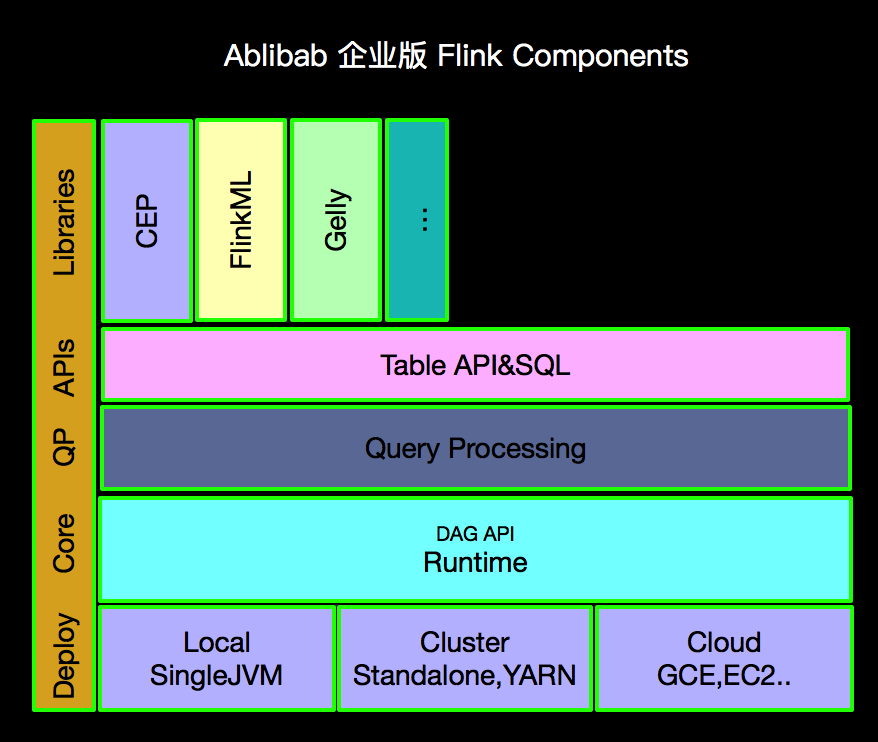 Ablibab 企业版 Flink Components
Libraries
CEP
FlinkML
Gelly
...
APIs
Table API&SQL
QP
Query Processing
Core
DAG API
Runtime
Deploy
Local
SingleJVM
Cluster
Standalone,YARN
Cloud
GCE,EC2..